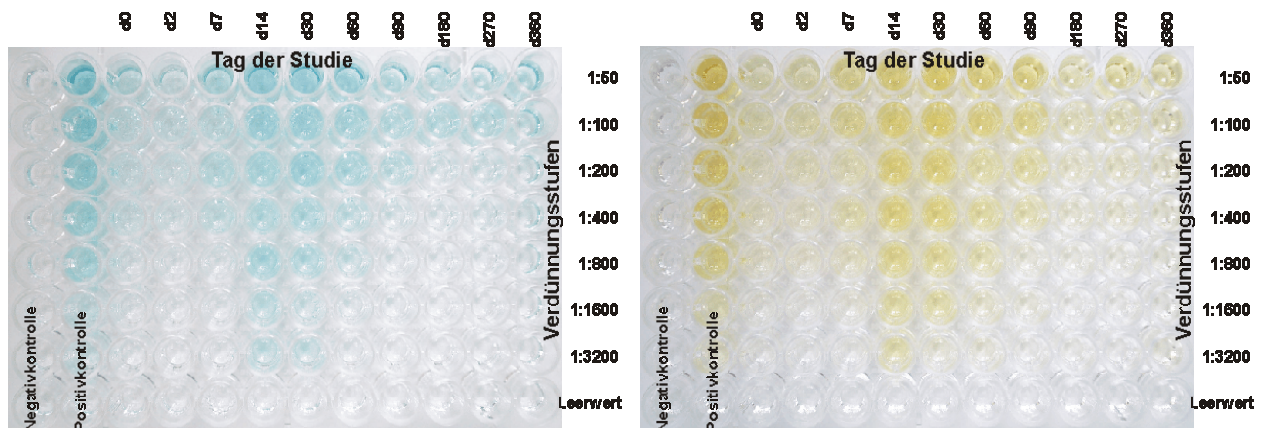 d0 d2 d7 d14 d30 d60 d90 d180 d270 d360
Tag der Studie
1:50
1:100
1:200
1:400
1:800
1:1600
1:3200
Leerwert
Verdünnungsstufen
Negativkontrolle
Positivkontrolle
d0 d2 d7 d14 d30 d60 d90 d180 d270 d360
Tag der Studie
1:50
1:100
1:200
1:400
1:800
1:1600
1:3200
Leerwert
Verdünnungsstufen
Negativkontrolle
Positivkontrolle